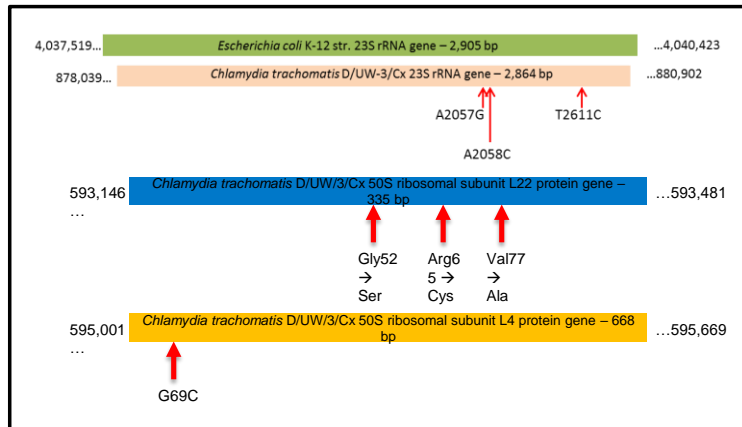 4,037,519... Escherichia coli K-12 str. 23S rRNA gene – 2,905 bp ...4,040,423
878,039... Chlamydia trachomatis D/UW-3/Cx 23S rRNA gene – 2,864 bp ...880,902
A2057G T2611C
A2058C
593,146 Chlamydia trachomatis D/UW/3/Cx 50S ribosomal subunit L22 protein gene – ...593,481
... 335 bp
Gly52 Arg6 Val77
→ 5 → →
Ser Cys Ala
595,001 Chlamydia trachomatis D/UW/3/Cx 50S ribosomal subunit L4 protein gene – 668 ...595,669
... bp
G69C